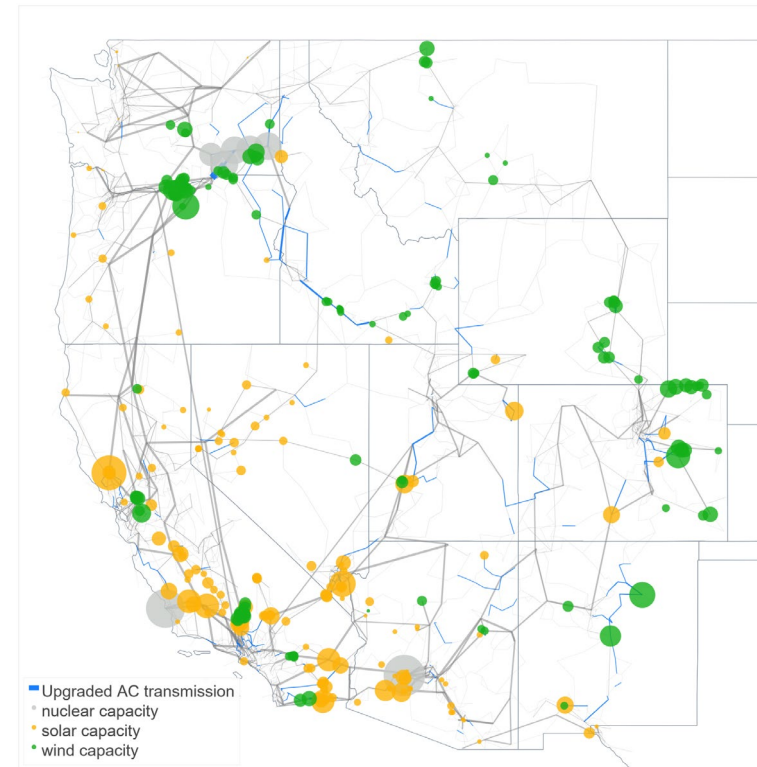 Upgraded AC transmission
nuclear capacity
solar capacity
wind capacity